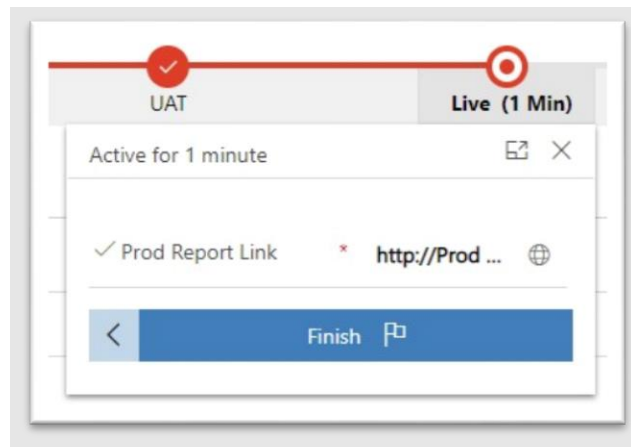 UAT
Live (1 Min)
Active for 1 minute
Prod Report Link * http://Prod ...
Finish